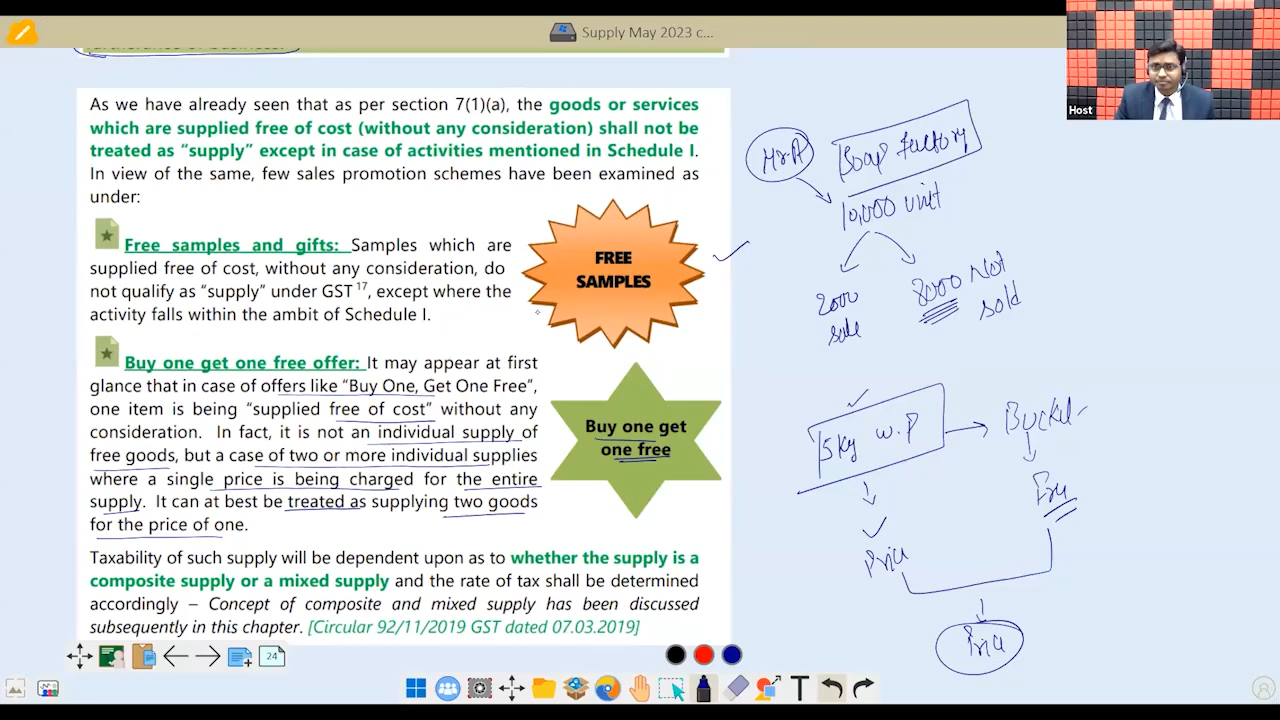 Supply May 2023 c...
Host
As we have already seen that as per section 7(1)(a), the goods or services
which are supplied free of cost (without any consideration) shall not be
treated as “supply” except in case of activities mentioned in Schedule I.
In view of the same, few sales promotion schemes have been examined as
under:
Free samples and gifts: Samples which are
supplied free of cost, without any consideration, do
not qualify as “supply” under GST 17, except where the
activity falls within the ambit of Schedule I.
FREE
SAMPLES
Buy one get one free offer: It may appear at first
glance that in case of offers like “Buy One, Get One Free”,
one item is being “supplied free of cost” without any
consideration. In fact, it is not an individual supply of
free goods, but a case of two or more individual supplies
where a single price is being charged for the entire
supply. It can at best be treated as supplying two goods
for the price of one.
Buy one get
one free
Taxability of such supply will be dependent upon as to whether the supply is a
composite supply or a mixed supply and the rate of tax shall be determined
accordingly – Concept of composite and mixed supply has been discussed
subsequently in this chapter. [Circular 92/11/2019 GST dated 07.03.2019]
Mr. A
Soap Factory
10,000 unit
2000
sale
8000 Not
sold
5kg W.P
Bucket
Free
Price
Price
24